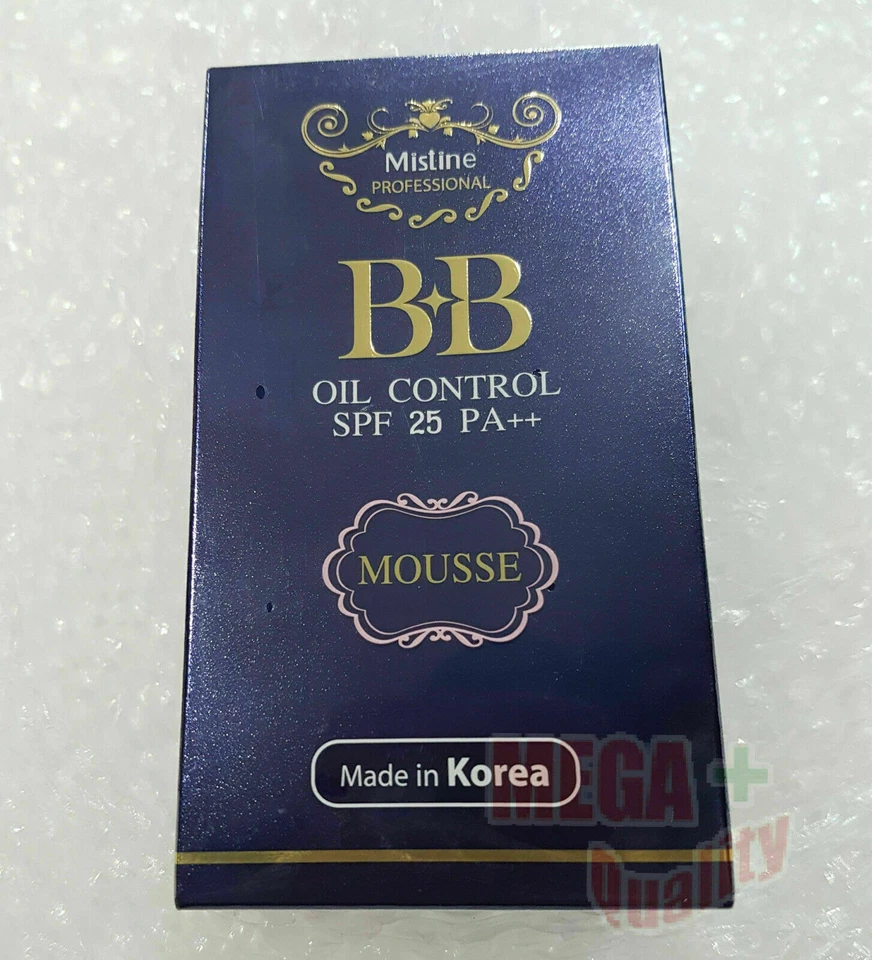 Mistine
PROFESSIONAL
BB
OIL CONTROL
SPF 25 PA++
MOUSSE
Made in Korea
MEGA +
Quality